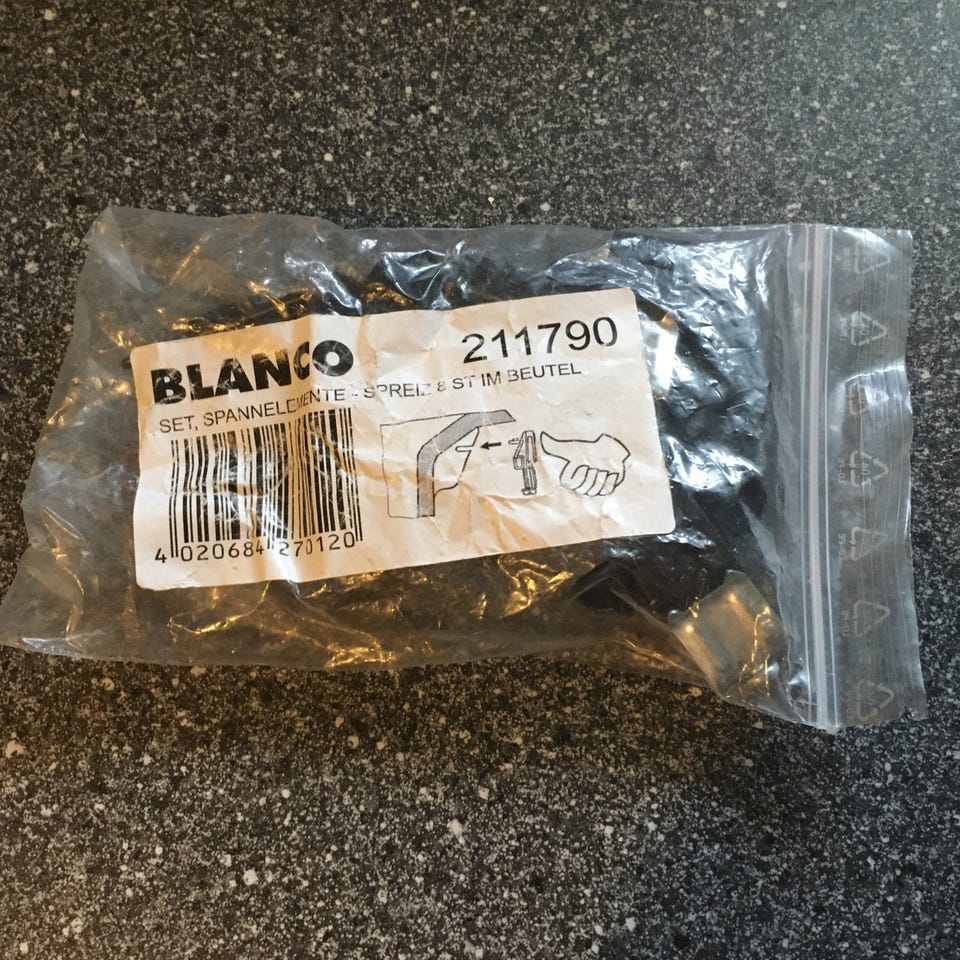 BLANCO 211790
SET, SPANNELEMENTE - SPREIZ 8 ST IM BEUTEL
4 020684 270120